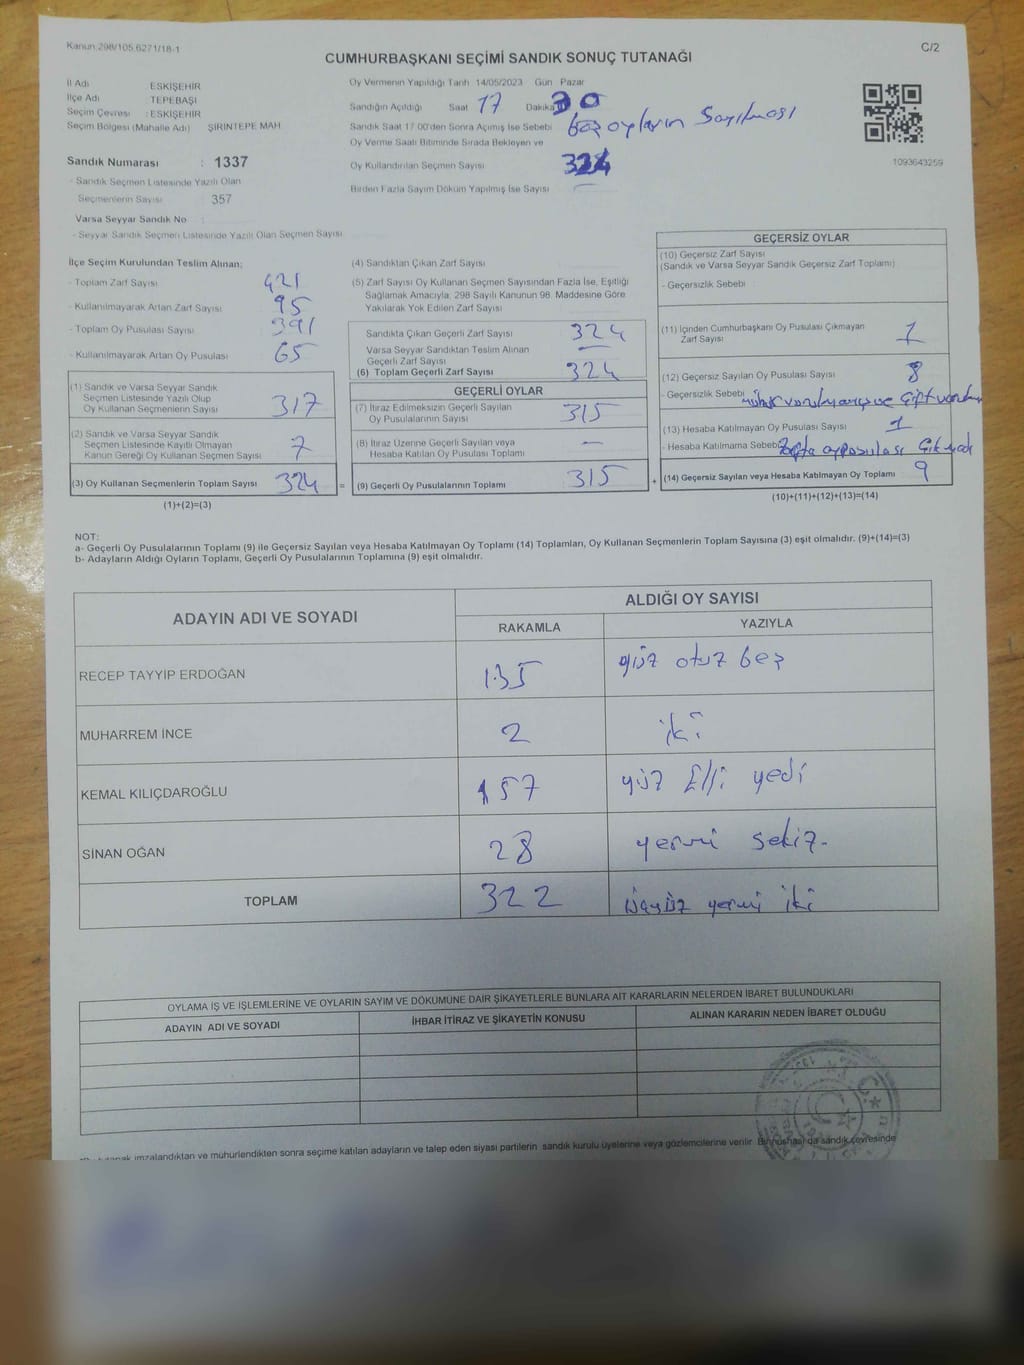 Kanun:298/105,6271/18-1
C/2
CUMHURBAŞKANI SEÇİMİ SANDIK SONUÇ TUTANAĞI
İl Adı ESKİŞEHİR
İlçe Adı TEPEBAŞI
Seçim Çevresi : ESKİŞEHİR
Seçim Bölgesi (Mahalle Adı) ŞİRİNTEPE MAH
Sandık Numarası : 1337
- Sandık Seçmen Listesinde Yazılı Olan
Seçmenlerin Sayısı : 357
Varsa Seyyar Sandık No :
- Seyyar Sandık Seçmen Listesinde Yazılı Olan Seçmen Sayısı
Oy Vermenin Yapıldığı Tarih 14/05/2023 Gün Pazar
Sandığın Açıldığı Saat 17 Dakika 30
Sandık Saat 17:00'den Sonra Açılmış İse Sebebi boş oyların sayılması
Oy Verme Saati Bitiminde Sırada Bekleyen ve
Oy Kullandırılan Seçmen Sayısı 324
Birden Fazla Sayım Döküm Yapılmış İse Sayısı —
1093643259
İlçe Seçim Kurulundan Teslim Alınan;
- Toplam Zarf Sayısı 421
- Kullanılmayarak Artan Zarf Sayısı 95
- Toplam Oy Pusulası Sayısı 391
- Kullanılmayarak Artan Oy Pusulası 65
(1) Sandık ve Varsa Seyyar Sandık
Seçmen Listesinde Yazılı Olup
Oy Kullanan Seçmenlerin Sayısı 317
(2) Sandık ve Varsa Seyyar Sandık
Seçmen Listesinde Kayıtlı Olmayan
Kanun Gereği Oy Kullanan Seçmen Sayısı 7
(3) Oy Kullanan Seçmenlerin Toplam Sayısı 324 =
(1)+(2)=(3)
(4) Sandıktan Çıkan Zarf Sayısı
(5) Zarf Sayısı Oy Kullanan Seçmen Sayısından Fazla İse, Eşitliği
Sağlamak Amacıyla, 298 Sayılı Kanunun 98. Maddesine Göre
Yakılarak Yok Edilen Zarf Sayısı
Sandıkta Çıkan Geçerli Zarf Sayısı 324
Varsa Seyyar Sandıktan Teslim Alınan
Geçerli Zarf Sayısı —
(6) Toplam Geçerli Zarf Sayısı 324
GEÇERLİ OYLAR
(7) İtiraz Edilmeksizin Geçerli Sayılan
Oy Pusulalarının Sayısı 315
(8) İtiraz Üzerine Geçerli Sayılan veya
Hesaba Katılan Oy Pusulası Toplamı —
(9) Geçerli Oy Pusulalarının Toplamı 315 +
GEÇERSİZ OYLAR
(10) Geçersiz Zarf Sayısı
(Sandık ve Varsa Seyyar Sandık Geçersiz Zarf Toplamı)
- Geçersizlik Sebebi
(11) İçinden Cumhurbaşkanı Oy Pusulası Çıkmayan
Zarf Sayısı 1
(12) Geçersiz Sayılan Oy Pusulası Sayısı 8
- Geçersizlik Sebebi ve çift
(13) Hesaba Katılmayan Oy Pusulası Sayısı 1
- Hesaba Katılmama Sebebi oy pusulası
(14) Geçersiz Sayılan veya Hesaba Katılmayan Oy Toplamı 9
(10)+(11)+(12)+(13)=(14)
NOT:
a- Geçerli Oy Pusulalarının Toplamı (9) ile Geçersiz Sayılan veya Hesaba Katılmayan Oy Toplamı (14) Toplamları, Oy Kullanan Seçmenlerin Toplam Sayısına (3) eşit olmalıdır. (9)+(14)=(3)
b- Adayların Aldığı Oyların Toplamı, Geçerli Oy Pusulalarının Toplamına (9) eşit olmalıdır.
ADAYIN ADI VE SOYADI
ALDIĞI OY SAYISI
RAKAMLA YAZIYLA
RECEP TAYYİP ERDOĞAN 135 yüz otuz beş
MUHARREM İNCE 2 iki
KEMAL KILIÇDAROĞLU 157 yüz Elli yedi
SİNAN OĞAN 28 yermi sekiz-
TOPLAM 322 üçyüz yermi iki
OYLAMA İŞ VE İŞLEMLERİNE VE OYLARIN SAYIM VE DÖKÜMÜNE DAİR ŞİKAYETLERLE BUNLARA AİT KARARLARIN NELERDEN İBARET BULUNDUKLARI
ADAYIN ADI VE SOYADI İHBAR İTİRAZ VE ŞİKAYETİN KONUSU ALINAN KARARIN NEDEN İBARET OLDUĞU
T.C.
imzalandıktan ve mühürlendikten sonra seçime katılan adayların ve talep eden siyasi partilerin sandık kurulu üyelerine veya gözlemcilerine verilir. Bir nüshası da sandık çevresinde